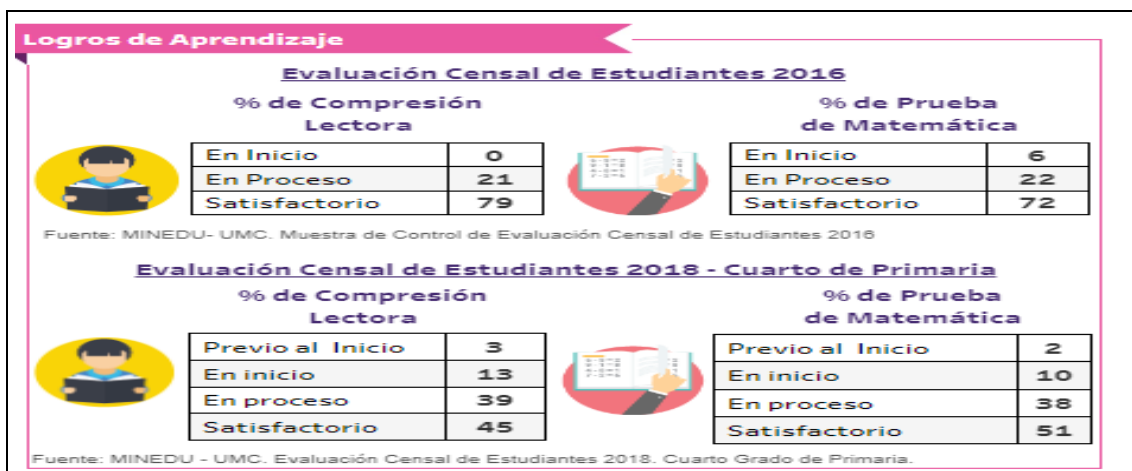 Logros de Aprendizaje
Evaluación Censal de Estudiantes 2016
% de Compresión
Lectora
En Inicio 0
En Proceso 21
Satisfactorio 79
% de Prueba
de Matemática
En Inicio 6
En Proceso 22
Satisfactorio 72
Fuente: MINEDU- UMC. Muestra de Control de Evaluación Censal de Estudiantes 2016
Evaluación Censal de Estudiantes 2018 - Cuarto de Primaria
% de Compresión
Lectora
Previo al Inicio 3
En inicio 13
En proceso 39
Satisfactorio 45
% de Prueba
de Matemática
Previo al Inicio 2
En inicio 10
En proceso 38
Satisfactorio 51
Fuente: MINEDU - UMC. Evaluación Censal de Estudiantes 2018. Cuarto Grado de Primaria.